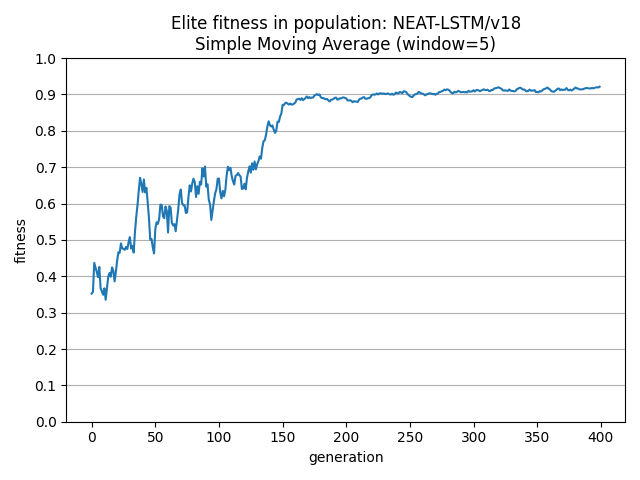 Elite fitness in population: NEAT-LSTM/v18
Simple Moving Average (window=5)
fitness
1.0
0.9
0.8
0.7
0.6
0.5
0.4
0.3
0.2
0.1
0.0
0 50 100 150 200 250 300 350 400
generation